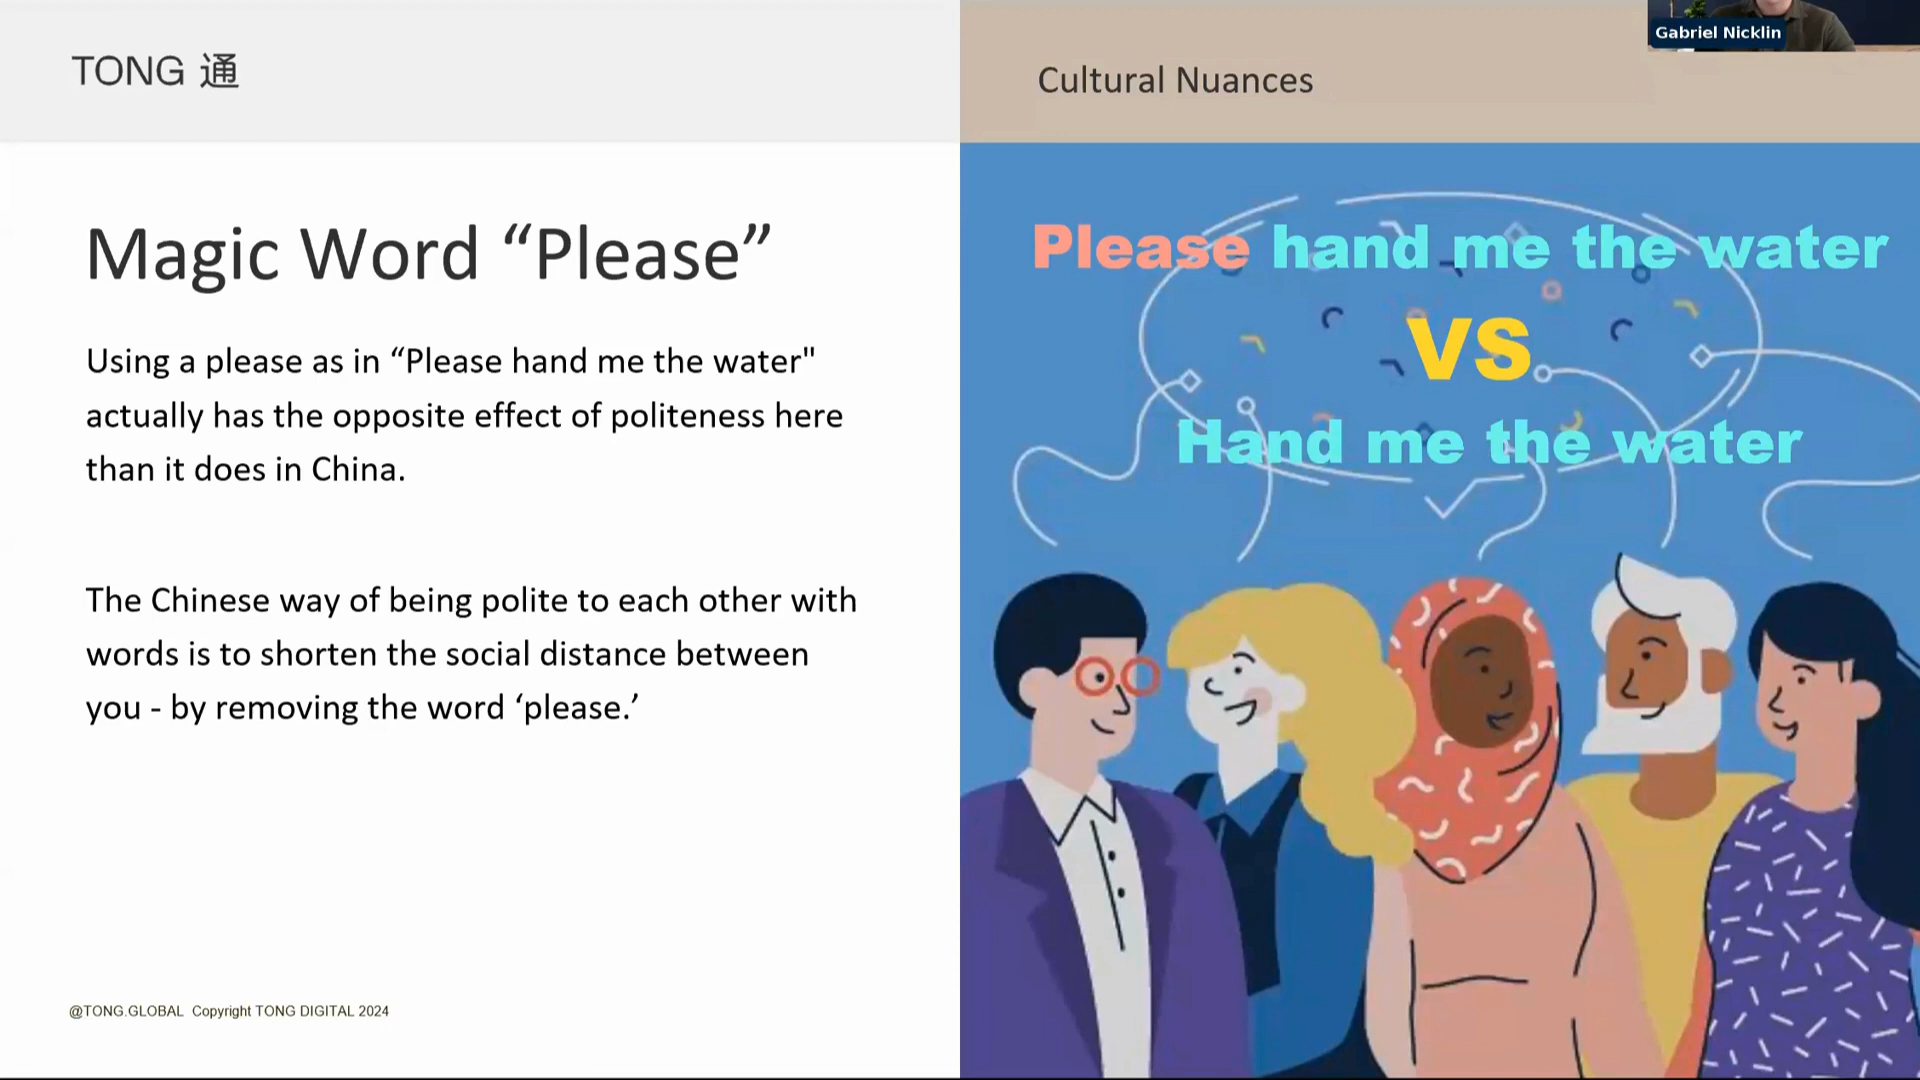 TONG 通
Cultural Nuances
Gabriel Nicklin
Magic Word “Please”
Using a please as in “Please hand me the water"
actually has the opposite effect of politeness here
than it does in China.
The Chinese way of being polite to each other with
words is to shorten the social distance between
you - by removing the word ‘please.’
Please hand me the water
VS
Hand me the water
@TONG.GLOBAL Copyright TONG DIGITAL 2024